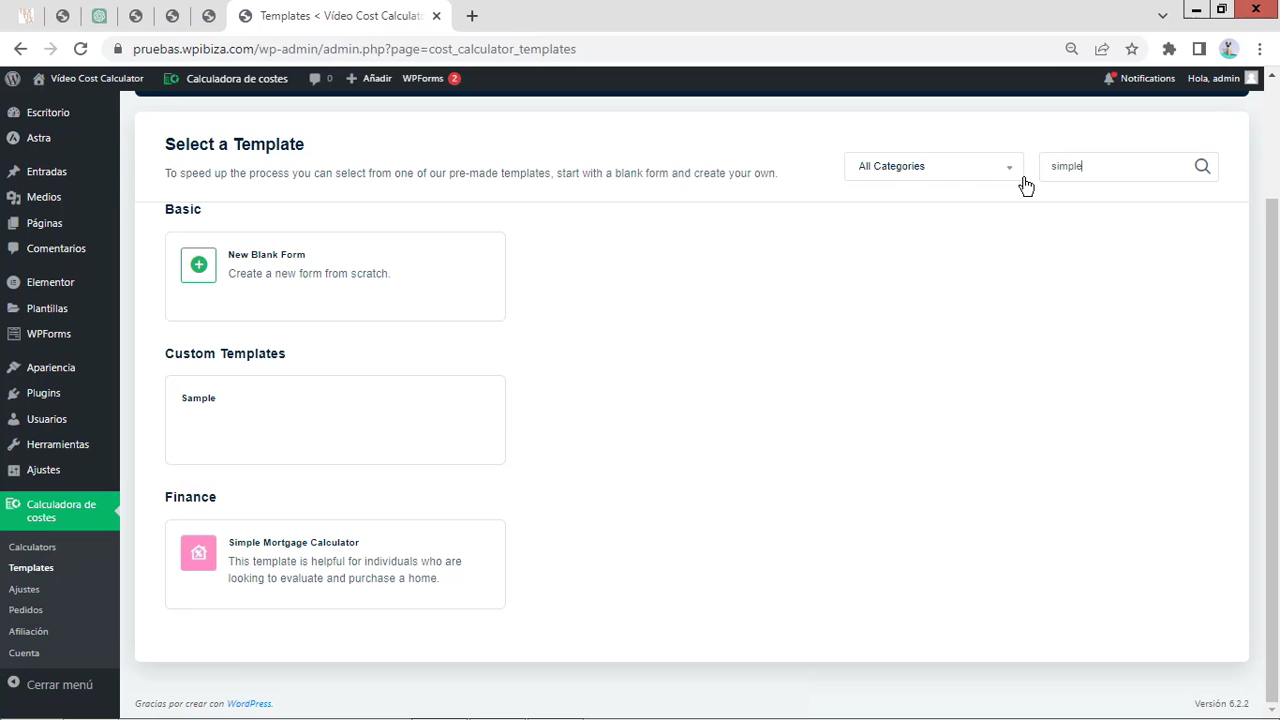 Templates < Vídeo Cost Calculat
pruebas.wpibiza.com/wp-admin/admin.php?page=cost_calculator_templates
Vídeo Cost Calculator
Calculadora de costes
0
Añadir
WPForms 2
Notifications
Hola, admin
Escritorio
Astra
Entradas
Medios
Páginas
Comentarios
Elementor
Plantillas
WPForms
Apariencia
Plugins
Usuarios
Herramientas
Ajustes
Calculadora de
costes
Calculators
Templates
Ajustes
Pedidos
Afiliación
Cuenta
Cerrar menú
Select a Template
To speed up the process you can select from one of our pre-made templates, start with a blank form and create your own.
All Categories
simple
Basic
New Blank Form
Create a new form from scratch.
Custom Templates
Sample
Finance
Simple Mortgage Calculator
This template is helpful for individuals who are
looking to evaluate and purchase a home.
Gracias por crear con WordPress.
Versión 6.2.2